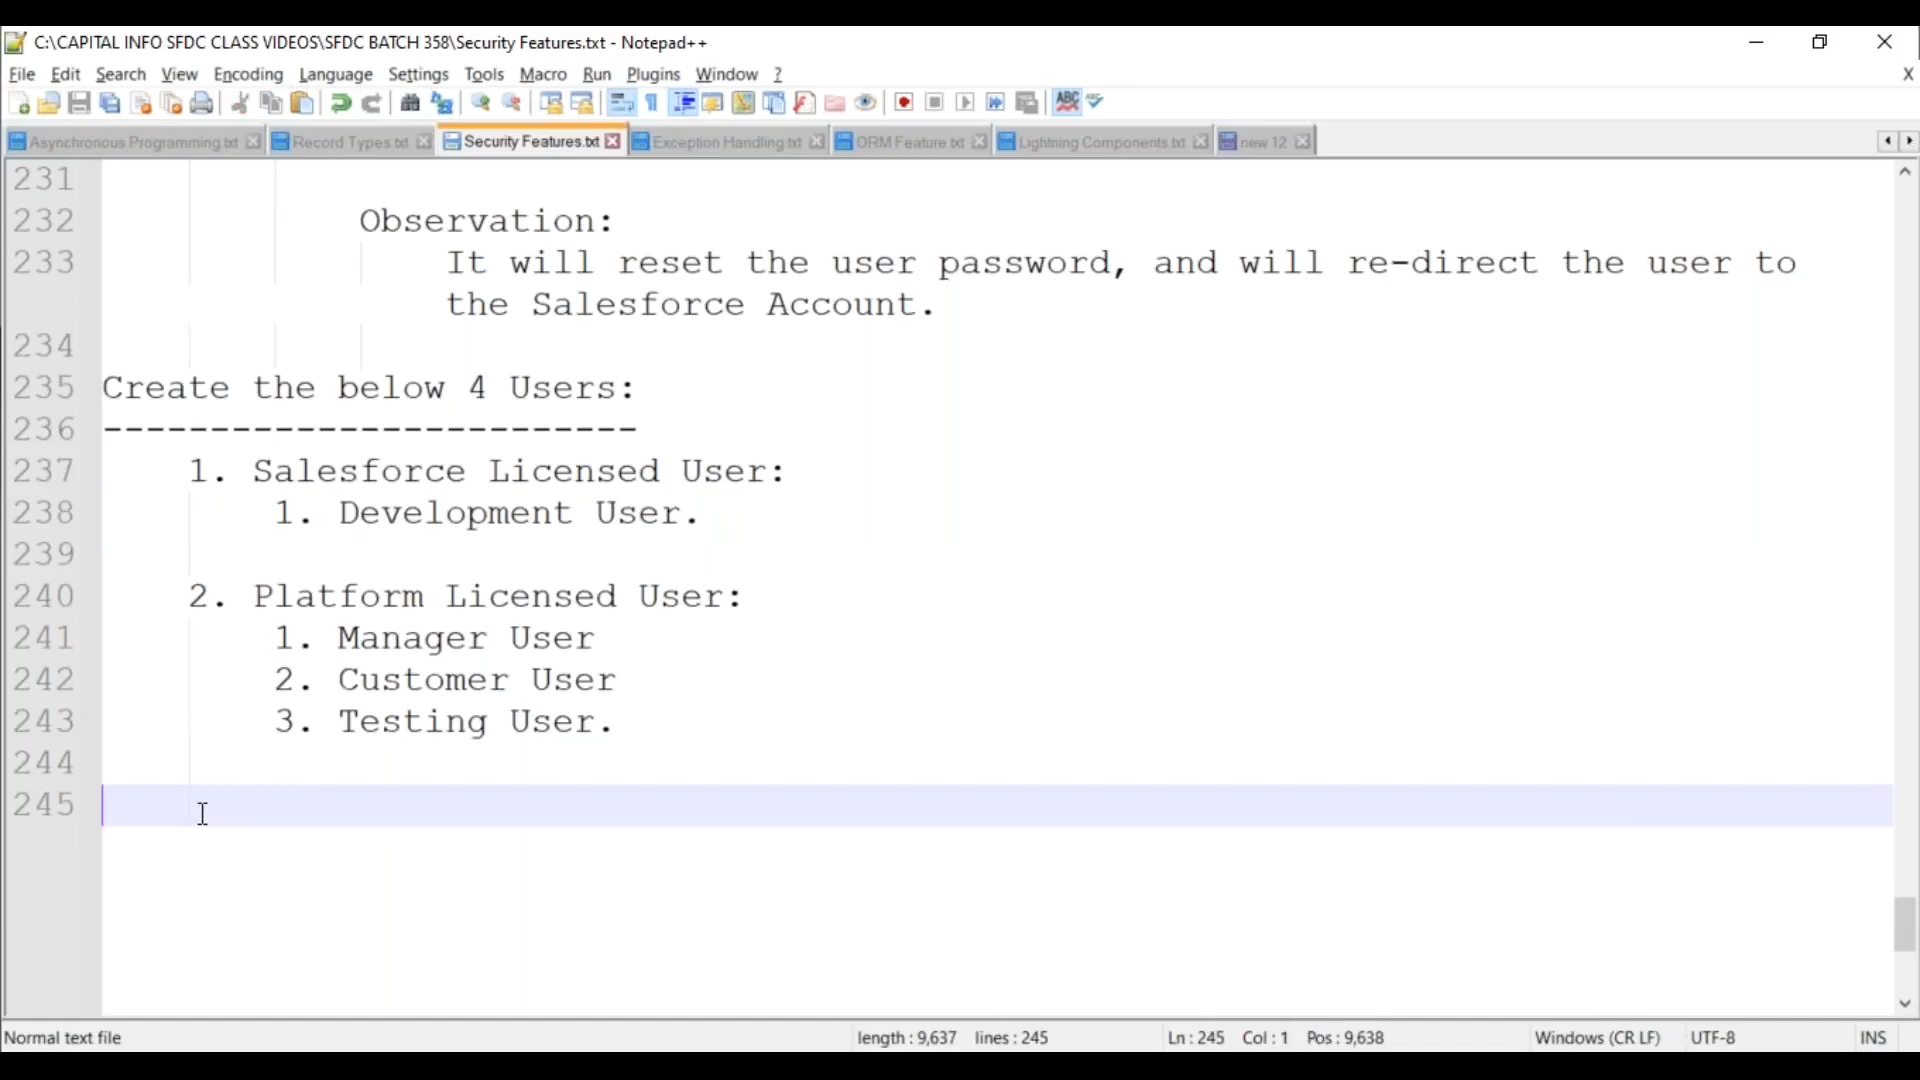 C:\CAPITAL INFO SFDC CLASS VIDEOS\SFDC BATCH 358\Security Features.txt - Notepad++
File Edit Search View Encoding Language Settings Tools Macro Run Plugins Window ? X
Asynchronous Programming.txt Record Types.txt Security Features.txt Exception Handling.txt ORM Feature.txt Lightning Components.txt new 12
231
232 Observation:
233 It will reset the user password, and will re-direct the user to
the Salesforce Account.
234
235 Create the below 4 Users:
236 -------------------------
237 1. Salesforce Licensed User:
238 1. Development User.
239
240 2. Platform Licensed User:
241 1. Manager User
242 2. Customer User
243 3. Testing User.
244
245
Normal text file length : 9,637 lines : 245 Ln : 245 Col : 1 Pos : 9,638 Windows (CR LF) UTF-8 INS